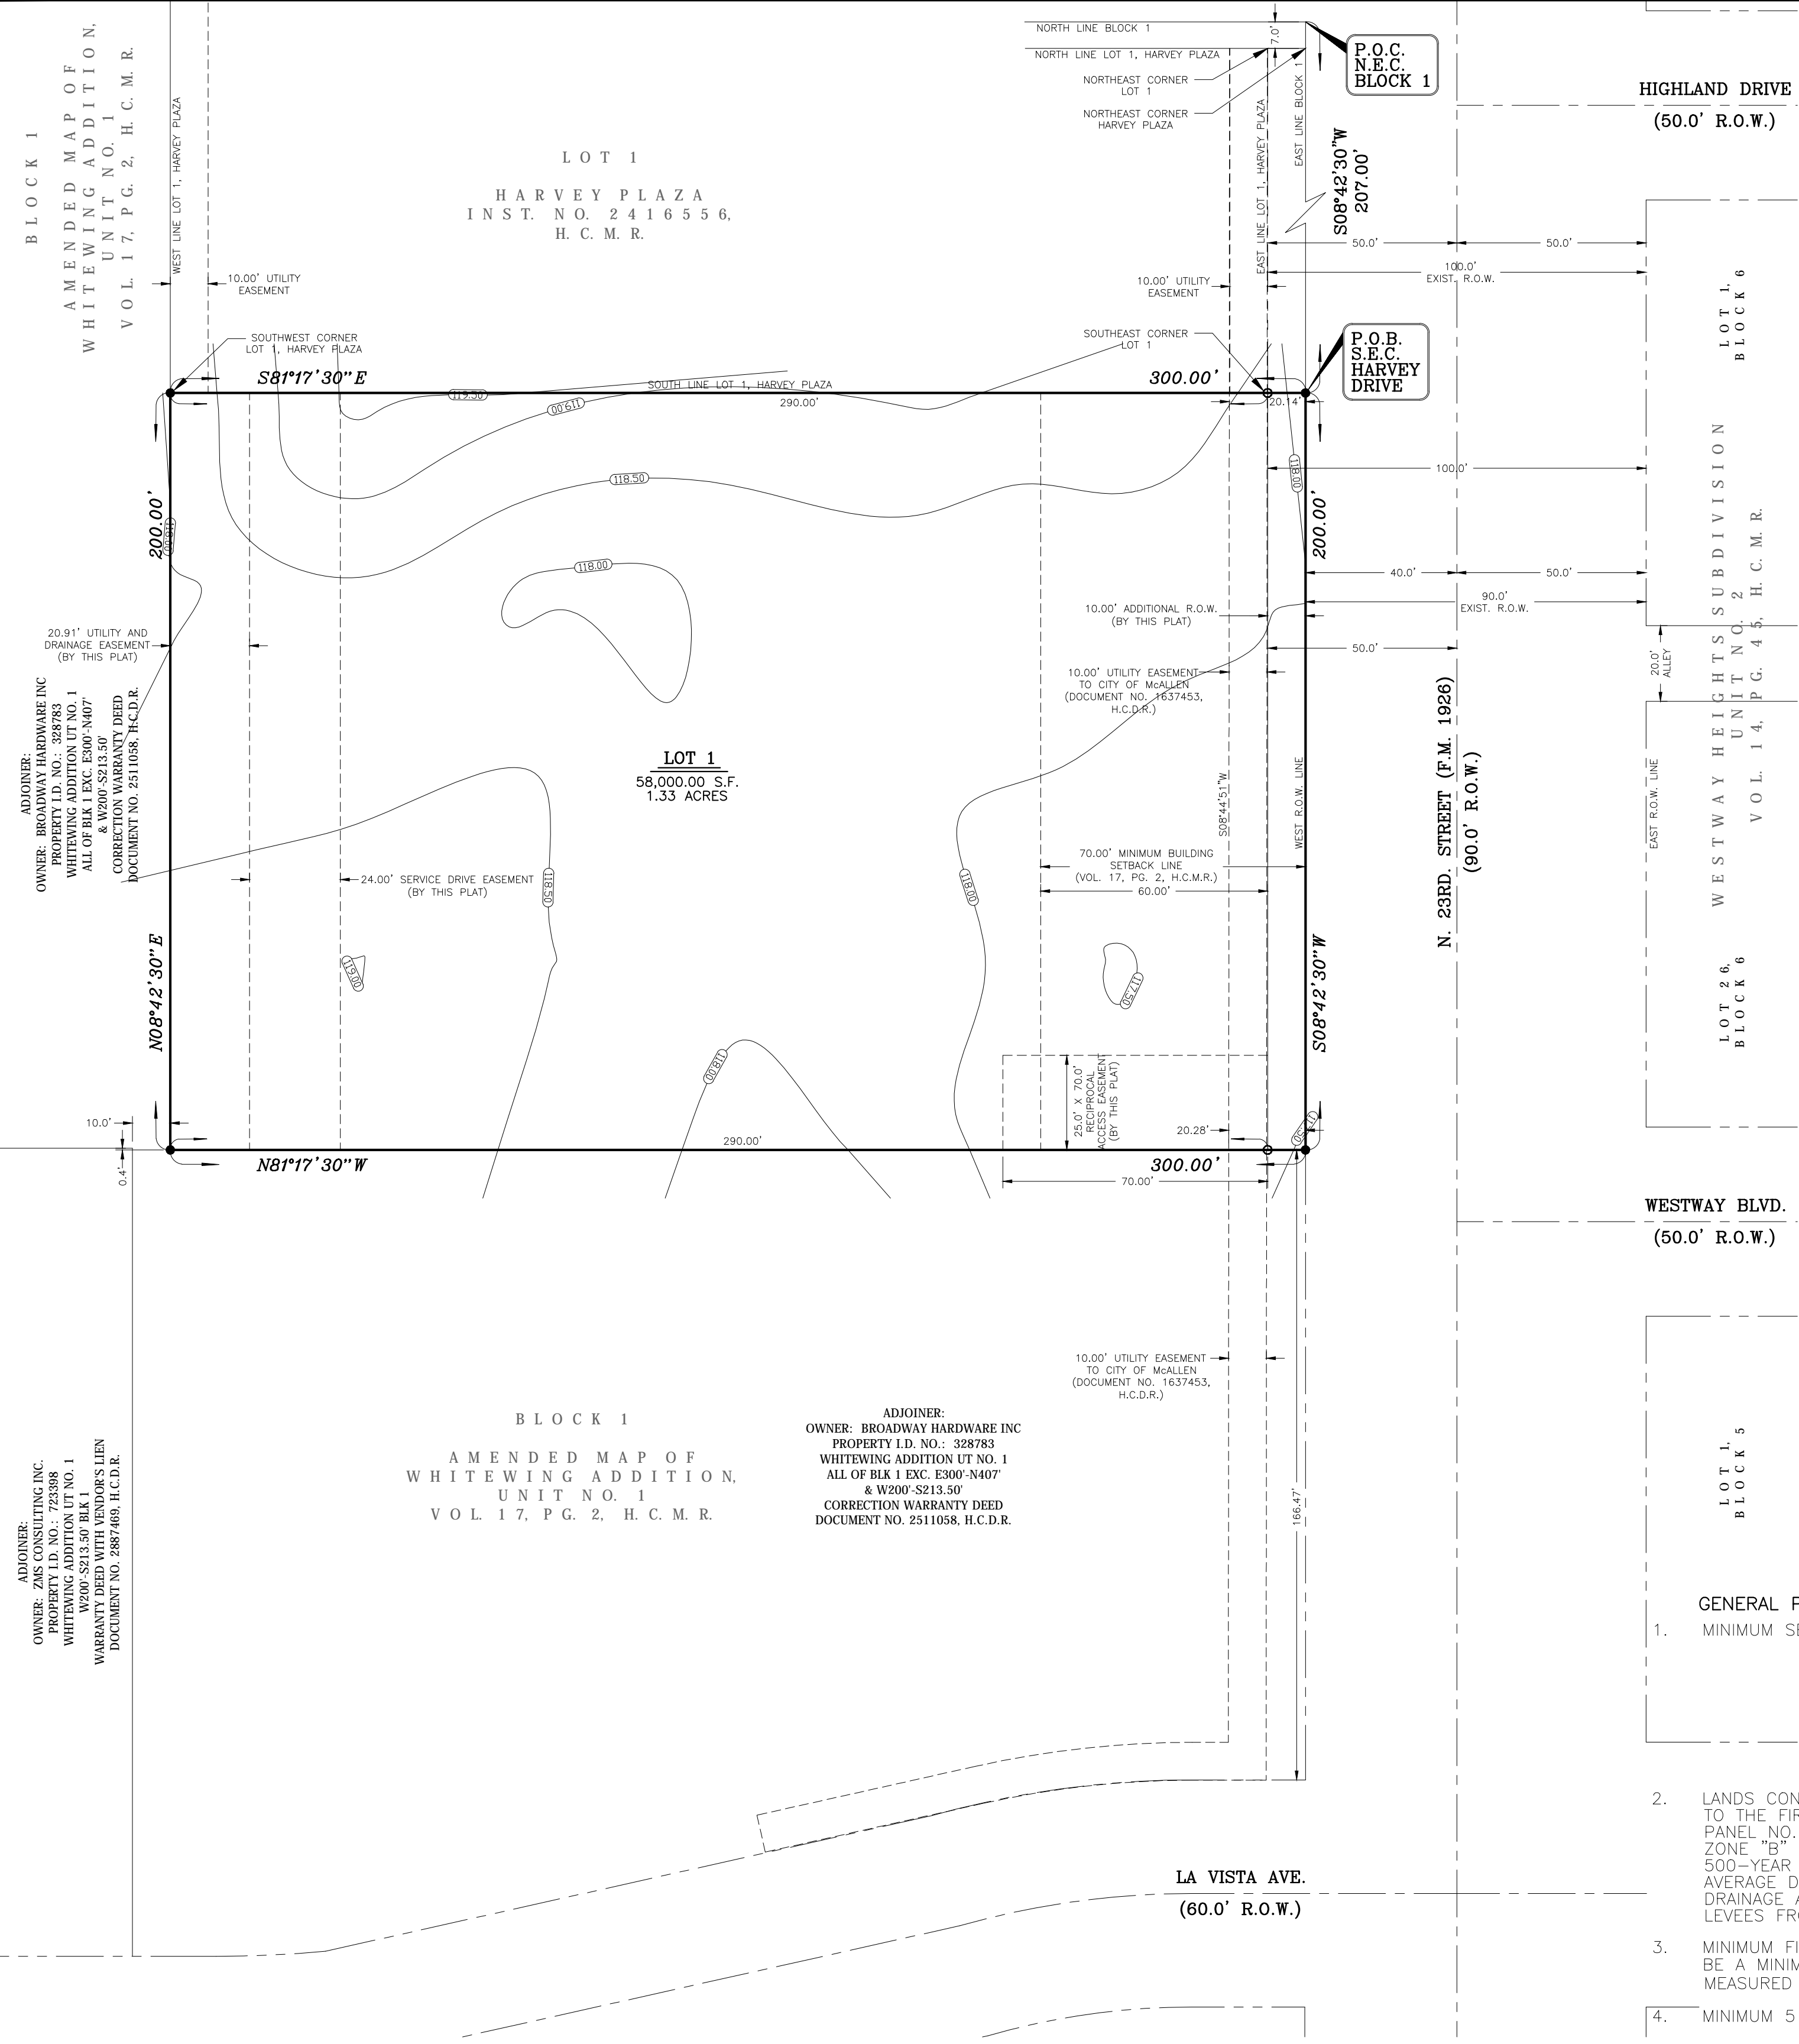 NORTH LINE BLOCK 1
7.0'
NORTH LINE LOT 1, HARVEY PLAZA
NORTHEAST CORNER
LOT 1
NORTHEAST CORNER
HARVEY PLAZA
EAST LINE LOT 1, HARVEY PLAZA
EAST LINE BLOCK 1
P.O.C.
N.E.C.
BLOCK 1
HIGHLAND DRIVE
(50.0' R.O.W.)
S08°42'30"W
207.00'
BLOCK 1
AMENDED MAP OF
WHITEWING ADDITION,
UNIT NO. 1
VOL. 17, PG. 2, H.C.M.R.
WEST LINE LOT 1, HARVEY PLAZA
LOT 1
HARVEY PLAZA
INST. NO. 2416556,
H.C.M.R.
50.0'
50.0'
100.0'
EXIST. R.O.W.
10.00' UTILITY
EASEMENT
10.00' UTILITY
EASEMENT
LOT 1,
BLOCK 6
SOUTHWEST CORNER
LOT 1, HARVEY PLAZA
SOUTHEAST CORNER
LOT 1
P.O.B.
S.E.C.
HARVEY
DRIVE
S81°17'30"E
SOUTH LINE LOT 1, HARVEY PLAZA
300.00'
119.50
119.00
290.00'
20.14'
118.50
118.00
100.0'
200.00'
118.00
200.00'
118.00
40.0'
50.0'
90.0'
EXIST. R.O.W.
10.00' ADDITIONAL R.O.W.
(BY THIS PLAT)
50.0'
20.91' UTILITY AND
DRAINAGE EASEMENT
(BY THIS PLAT)
10.00' UTILITY EASEMENT
TO CITY OF McALLEN
(DOCUMENT NO. 1637453,
H.C.D.R.)
20.0'
ALLEY
WESTWAY HEIGHTS SUBDIVISION
UNIT NO. 2
VOL. 14, PG. 45, H.C.M.R.
ADJOINER:
OWNER: BROADWAY HARDWARE INC
PROPERTY I.D. NO.: 328783
WHITEWING ADDITION UT NO. 1
ALL OF BLK 1 EXC. E300'-N407'
& W200'-S213.50'
CORRECTION WARRANTY DEED
DOCUMENT NO. 2511058, H.C.D.R.
LOT 1
58,000.00 S.F.
1.33 ACRES
S08°44'51"W
WEST R.O.W. LINE
N. 23RD. STREET (F.M. 1926)
(90.0' R.O.W.)
EAST R.O.W. LINE
70.00' MINIMUM BUILDING
SETBACK LINE
(VOL. 17, PG. 2, H.C.M.R.)
60.00'
24.00' SERVICE DRIVE EASEMENT
(BY THIS PLAT)
118.50
118.00
119.00
117.50
N08°42'30"E
S08°42'30"W
LOT 26,
BLOCK 6
118.00
25.0' X 70.0'
RECIPROCAL
ACCESS EASEMENT
(BY THIS PLAT)
10.0'
0.4'
290.00'
20.28'
117.50
N81°17'30"W
300.00'
70.00'
WESTWAY BLVD.
(50.0' R.O.W.)
10.00' UTILITY EASEMENT
TO CITY OF McALLEN
(DOCUMENT NO. 1637453,
H.C.D.R.)
BLOCK 1
AMENDED MAP OF
WHITEWING ADDITION,
UNIT NO. 1
VOL. 17, PG. 2, H.C.M.R.
ADJOINER:
OWNER: BROADWAY HARDWARE INC
PROPERTY I.D. NO.: 328783
WHITEWING ADDITION UT NO. 1
ALL OF BLK 1 EXC. E300'-N407'
& W200'-S213.50'
CORRECTION WARRANTY DEED
DOCUMENT NO. 2511058, H.C.D.R.
166.47'
LOT 1,
BLOCK 5
ADJOINER:
OWNER: ZMS CONSULTING INC.
PROPERTY I.D. NO.: 723398
WHITEWING ADDITION UT NO. 1
W200'-S213.50' BLK 1
WARRANTY DEED WITH VENDOR'S LIEN
DOCUMENT NO. 2887469, H.C.D.R.
GENERAL
1. MINIMUM
2. LANDS
TO THE
PANEL NO.
ZONE "B"
500-YEAR
AVERAGE
DRAINAGE
LEVEES
3. MINIMUM
BE A
MEASURED
4. MINIMUM 5
LA VISTA AVE.
(60.0' R.O.W.)